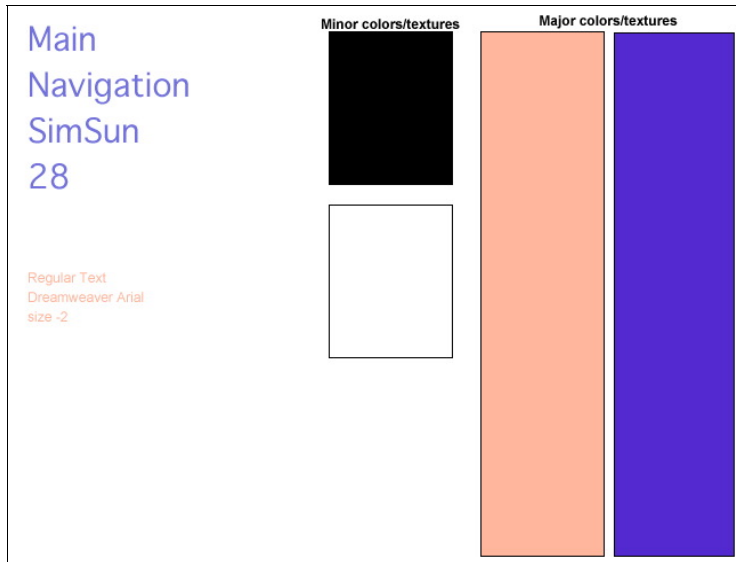 Main
Navigation
SimSun
28
Regular Text
Dreamweaver Arial
size -2
Minor colors/textures
Major colors/textures